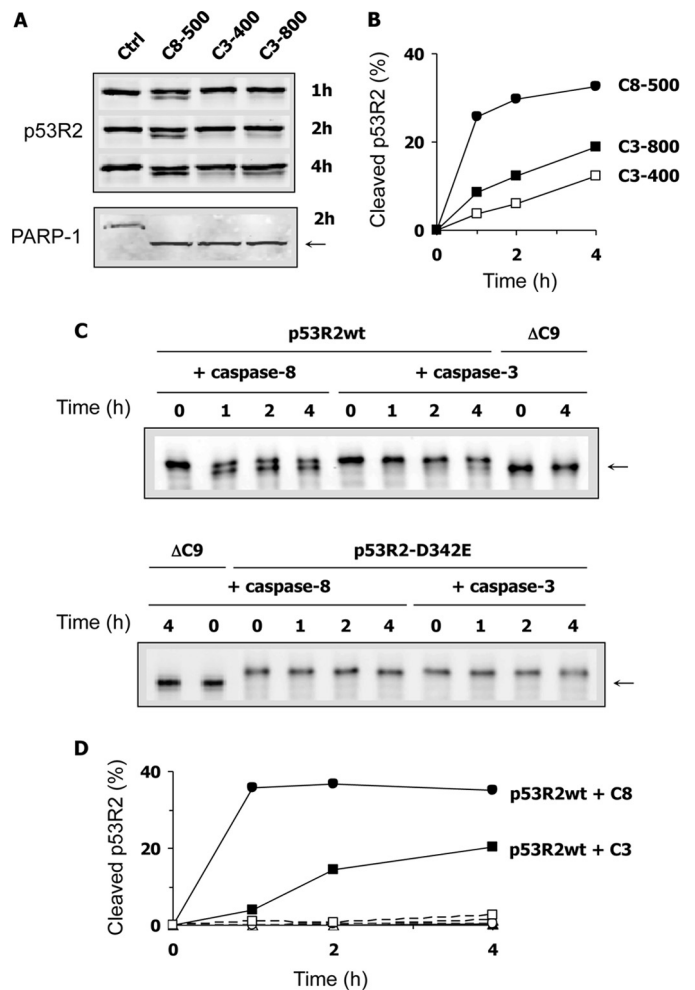 A
Ctrl C8-500 C3-400 C3-800
p53R2
1h
2h
4h
PARP-1
2h
←
B
Cleaved p53R2 (%)
40
20
0
0 2 4
Time (h)
C8-500
C3-800
C3-400
C
p53R2wt ΔC9
+ caspase-8 + caspase-3
Time (h) 0 1 2 4 0 1 2 4 0 4
←
ΔC9 p53R2-D342E
+ caspase-8 + caspase-3
Time (h) 4 0 0 1 2 4 0 1 2 4
←
D
Cleaved p53R2 (%)
40
20
0
0 2 4
Time (h)
p53R2wt + C8
p53R2wt + C3